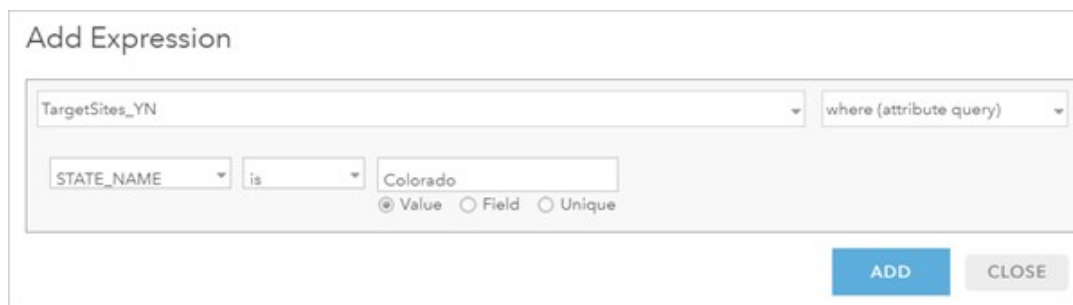 Add Expression
TargetSites_YN where (attribute query)
STATE_NAME is Colorado
Value Field Unique
ADD CLOSE